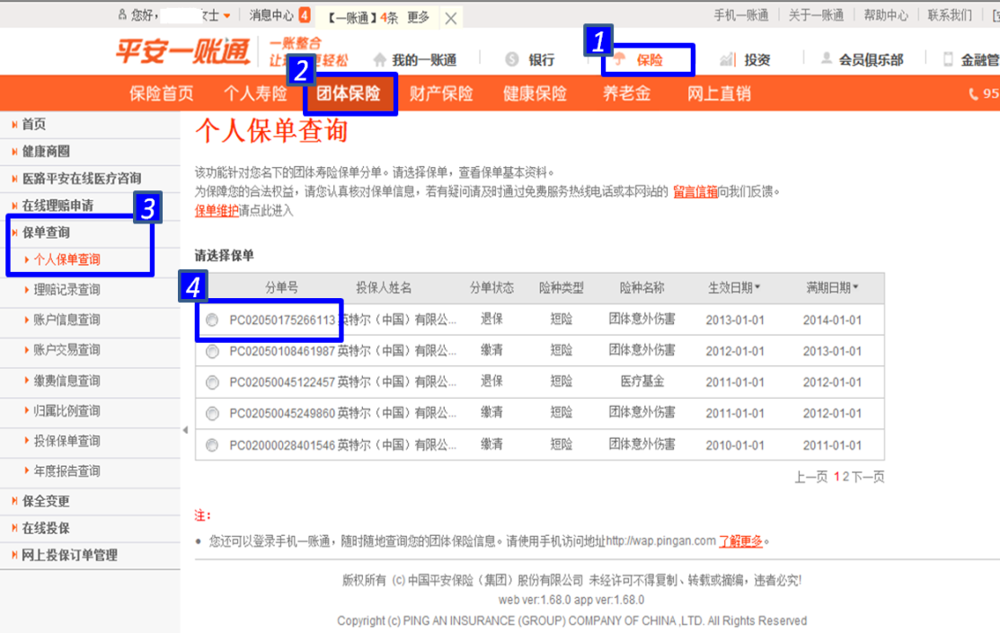 您好，
女士
消息中心 4
【一账通】4条 更多
手机一账通 关于一账通 帮助中心 联系我们
平安一账通
一账整合
让 更轻松
我的一账通
银行
1
保险
投资
会员俱乐部
金融管
2
保险首页 个人寿险 团体保险 财产保险 健康保险 养老金 网上直销
95
首页
健康商圈
医路平安在线医疗咨询
在线理赔申请
3
保单查询
个人保单查询
理赔记录查询
账户信息查询
账户交易查询
缴费信息查询
归属比例查询
投保保单查询
年度报告查询
保全变更
在线投保
网上投保订单管理
个人保单查询
该功能针对您名下的团体寿险保单分单。请选择保单，查看保单基本资料。
为保障您的合法权益，请您认真核对保单信息，若有疑问请及时通过免费服务热线电话或本网站的 留言信箱向我们反馈。
保单维护请点此进入
请选择保单
4
分单号 投保人姓名 分单状态 险种类型 险种名称 生效日期 满期日期
PC02050175266113 英特尔（中国）有限公... 退保 短险 团体意外伤害 2013-01-01 2014-01-01
PC02050108461987 英特尔（中国）有限公... 缴清 短险 团体意外伤害 2012-01-01 2013-01-01
PC02050045122457 英特尔（中国）有限公... 退保 短险 医疗基金 2011-01-01 2012-01-01
PC02050045249860 英特尔（中国）有限公... 缴清 短险 团体意外伤害 2011-01-01 2012-01-01
PC02000028401546 英特尔（中国）有限公... 缴清 短险 团体意外伤害 2010-01-01 2011-01-01
上一页 1 2 下一页
注：
您还可以登录手机一账通，随时随地查询您的团体保险信息。请使用手机访问地址http://wap.pingan.com 了解更多。
版权所有 (c) 中国平安保险（集团）股份有限公司 未经许可不得复制、转载或摘编，违者必究!
web ver:1.68.0 app ver:1.68.0
Copyright (c) PING AN INSURANCE (GROUP) COMPANY OF CHINA ,LTD. All Rights Reserved